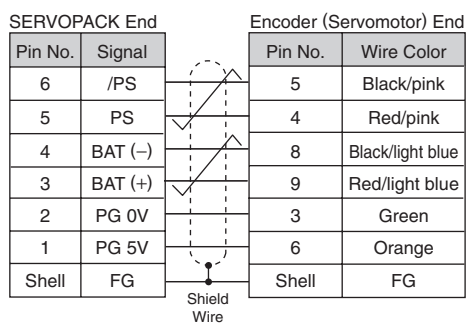 SERVOPACK End Encoder (Servomotor) End
Pin No. Signal Pin No. Wire Color
6 /PS 5 Black/pink
5 PS 4 Red/pink
4 BAT (−) 8 Black/light blue
3 BAT (+) 9 Red/light blue
2 PG 0V 3 Green
1 PG 5V 6 Orange
Shell FG Shell FG
Shield
Wire